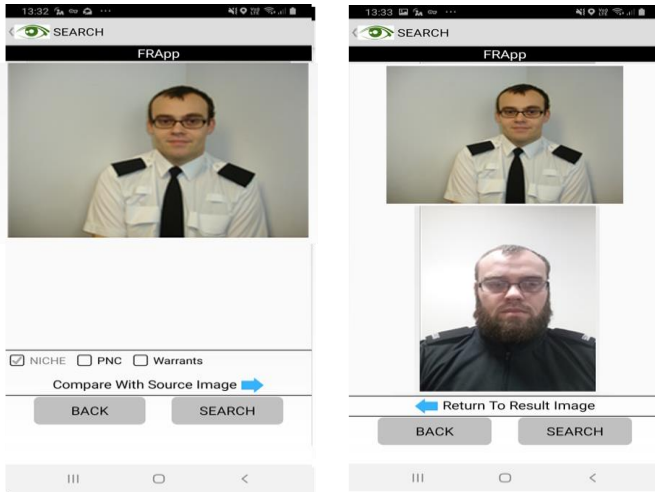 13:32
SEARCH
FRApp
NICHE PNC Warrants
Compare With Source Image
BACK SEARCH
13:33
SEARCH
FRApp
Return To Result Image
BACK SEARCH